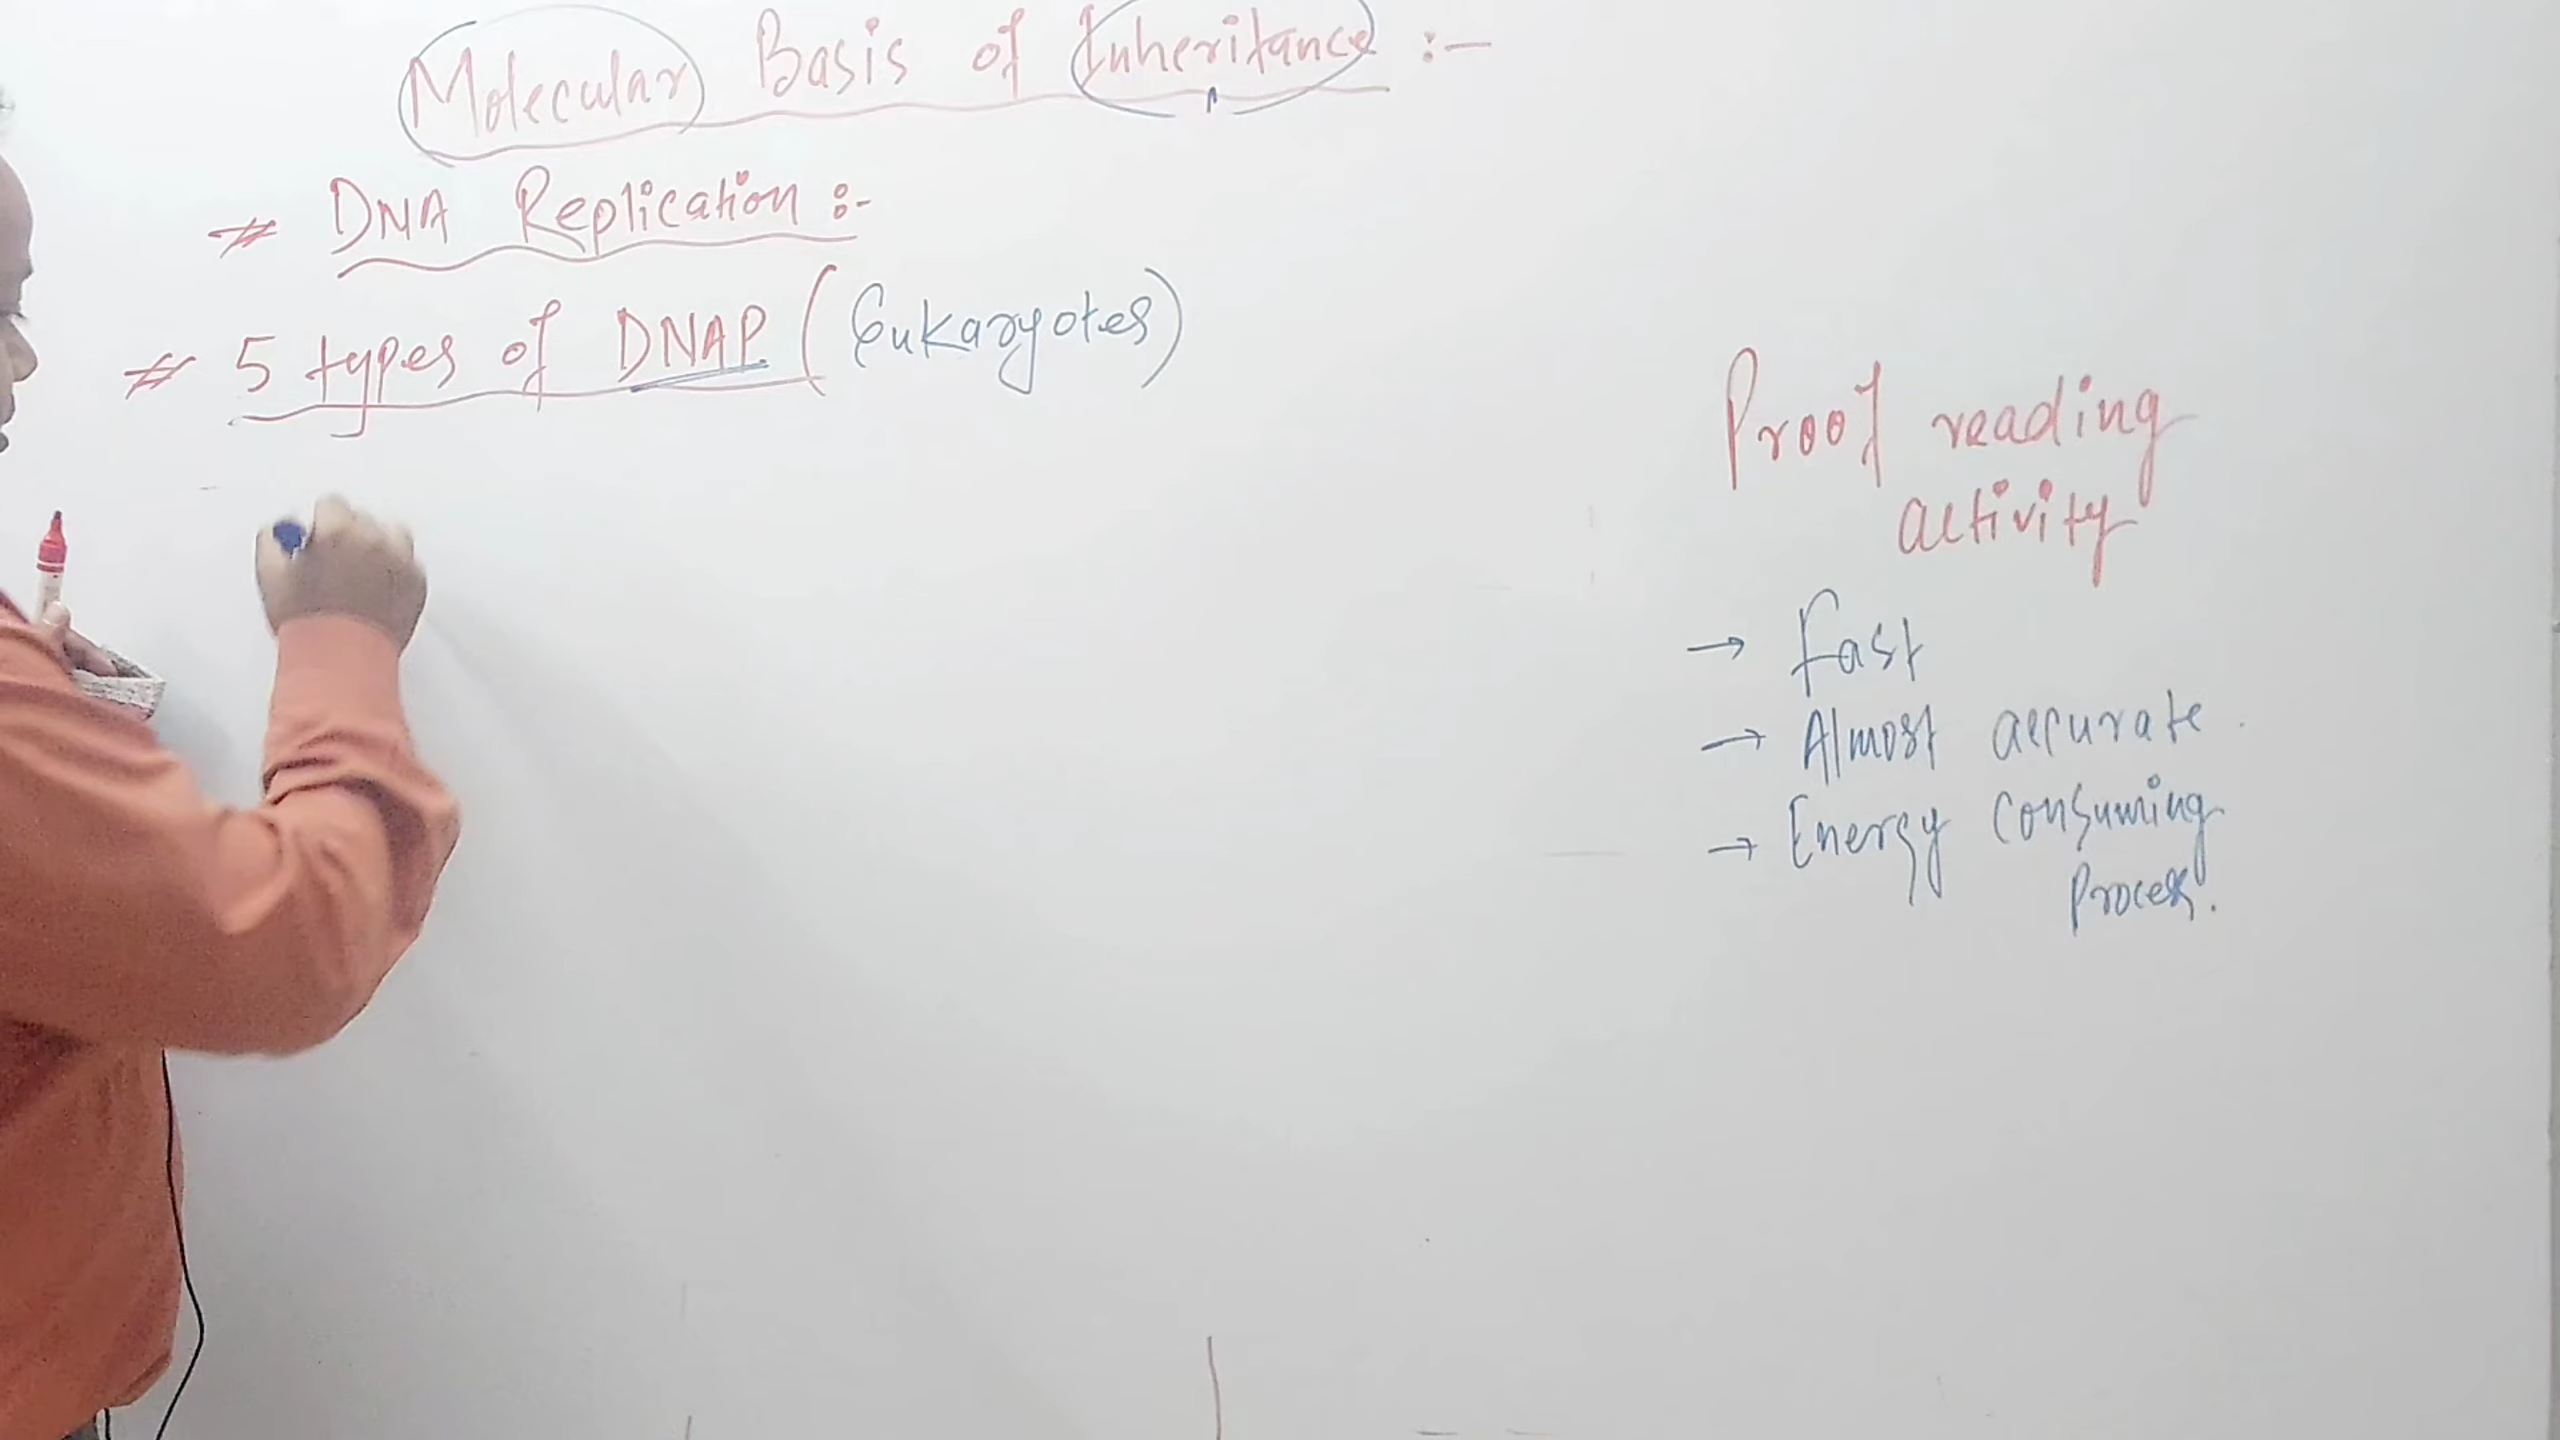 Molecular Basis of Inheritance :-
# DNA Replication :-
# 5 types of DNAP (Eukaryotes)
Proof reading
activity
→ Fast
→ Almost accurate.
→ Energy Consuming
Process.